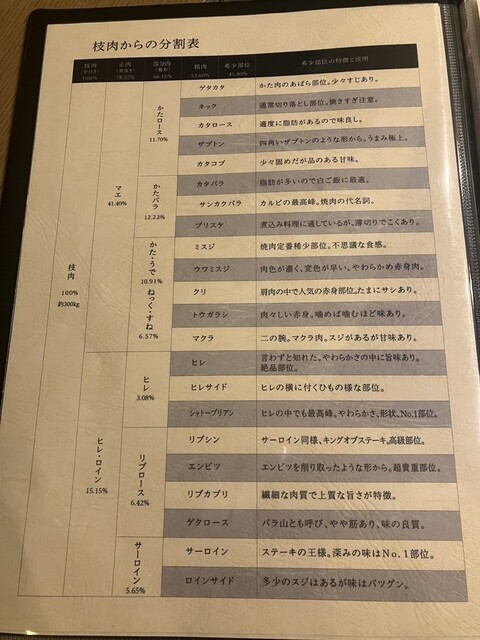 枝肉からの分割表
枝肉 正肉 部分肉 精肉 希少部位 希少部位の特徴と説明
100% 78.27% 66.16% 53.60% 45.00%
枝肉
100%
約300kg
マエ
41.40%
かたロース
11.70%
ゲタカタ かた肉のあばら部位。少々すじあり。
ネック 通常切り落とし部位。焼きすぎ注意。
カタロース 適度に脂肪があるので味良し。
ザブトン 四角いザブトンのような形から。うまみ極上。
カタコブ 少々固めだが品のある甘味。
かたバラ
12.22%
カタバラ 脂肪が多いので白ご飯に最適。
サンカクバラ カルビの最高峰。焼肉の代名詞。
ブリスケ 煮込み料理に適しているが、薄切りでこくあり。
かた・うで
10.91%
ねっく・すね
6.57%
ミスジ 焼肉定番稀少部位。不思議な食感。
ウワミスジ 肉色が濃く、変色が早い。やわらかめ赤身肉。
クリ 肩肉の中で人気の赤身部位。たまにサシあり。
トウガラシ 肉々しい赤身。噛めば噛むほど味あり。
マクラ 二の腕。マクラ肉。スジがあるが甘味あり。
ヒレ・ロイン
15.15%
ヒレ
3.08%
ヒレ 言わずと知れた。やわらかさの中に旨味あり。
絶品部位。
ヒレサイド ヒレの横に付くひもの様な部位。
シャトーブリアン ヒレの中でも最高峰。やわらかさ、形状、No.1部位。
リブロース
6.42%
リブシン サーロイン同様、キングオブステーキ。高級部位。
エンピツ エンピツを削り取ったような形から。超貴重部位。
リブカブリ 繊細な肉質で上質な旨さが特徴。
ゲタロース バラ山とも呼び、やや筋あり、味の良質。
サーロイン
5.65%
サーロイン ステーキの王様。深みの味はNo.1部位。
ロインサイド 多少のスジはあるが味はバツグン。